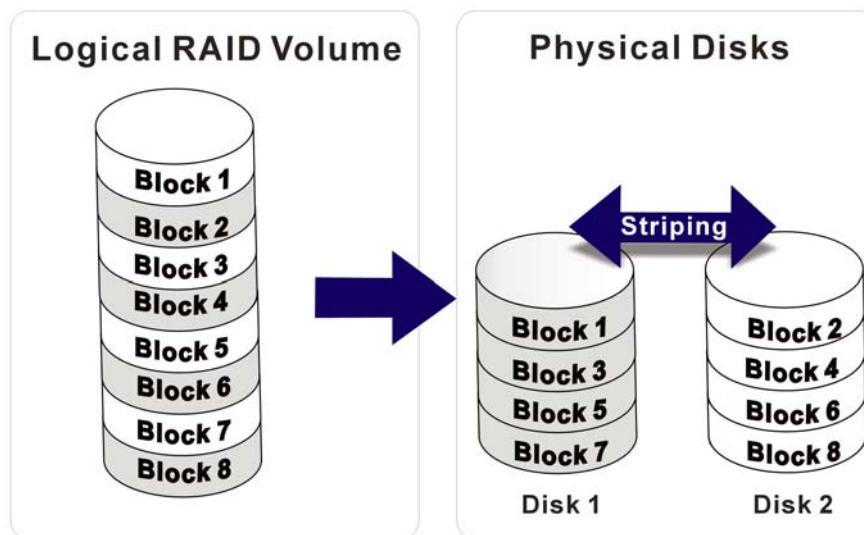 Logical RAID Volume
Block 1
Block 2
Block 3
Block 4
Block 5
Block 6
Block 7
Block 8
Physical Disks
Striping
Block 1
Block 3
Block 5
Block 7
Disk 1
Block 2
Block 4
Block 6
Block 8
Disk 2